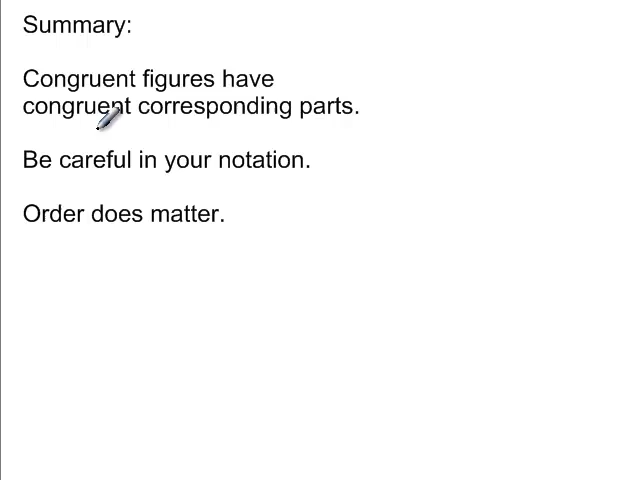 Summary:
Congruent figures have
congruent corresponding parts.
Be careful in your notation.
Order does matter.